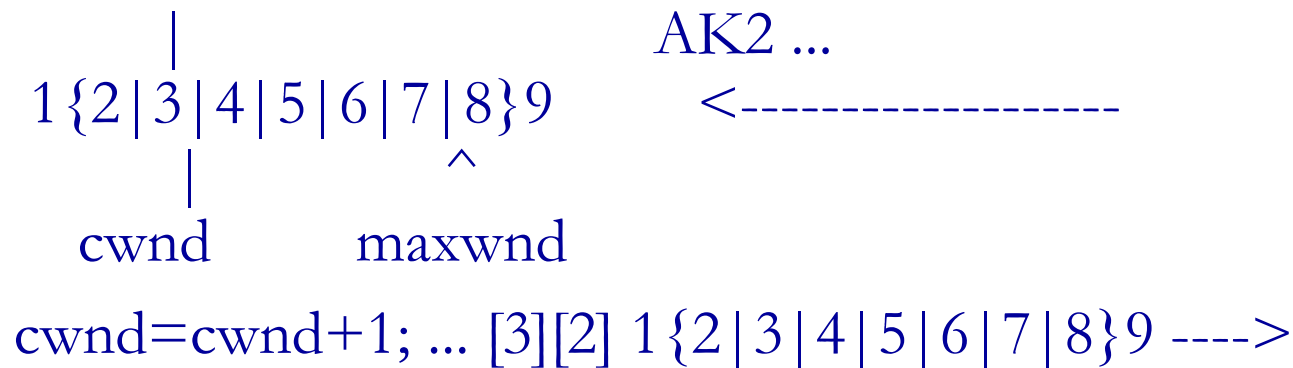 | AK2 ...
1{2|3|4|5|6|7|8}9 <-------------------
| ^
cwnd maxwnd
cwnd=cwnd+1; ... [3][2] 1{2|3|4|5|6|7|8}9 ---->